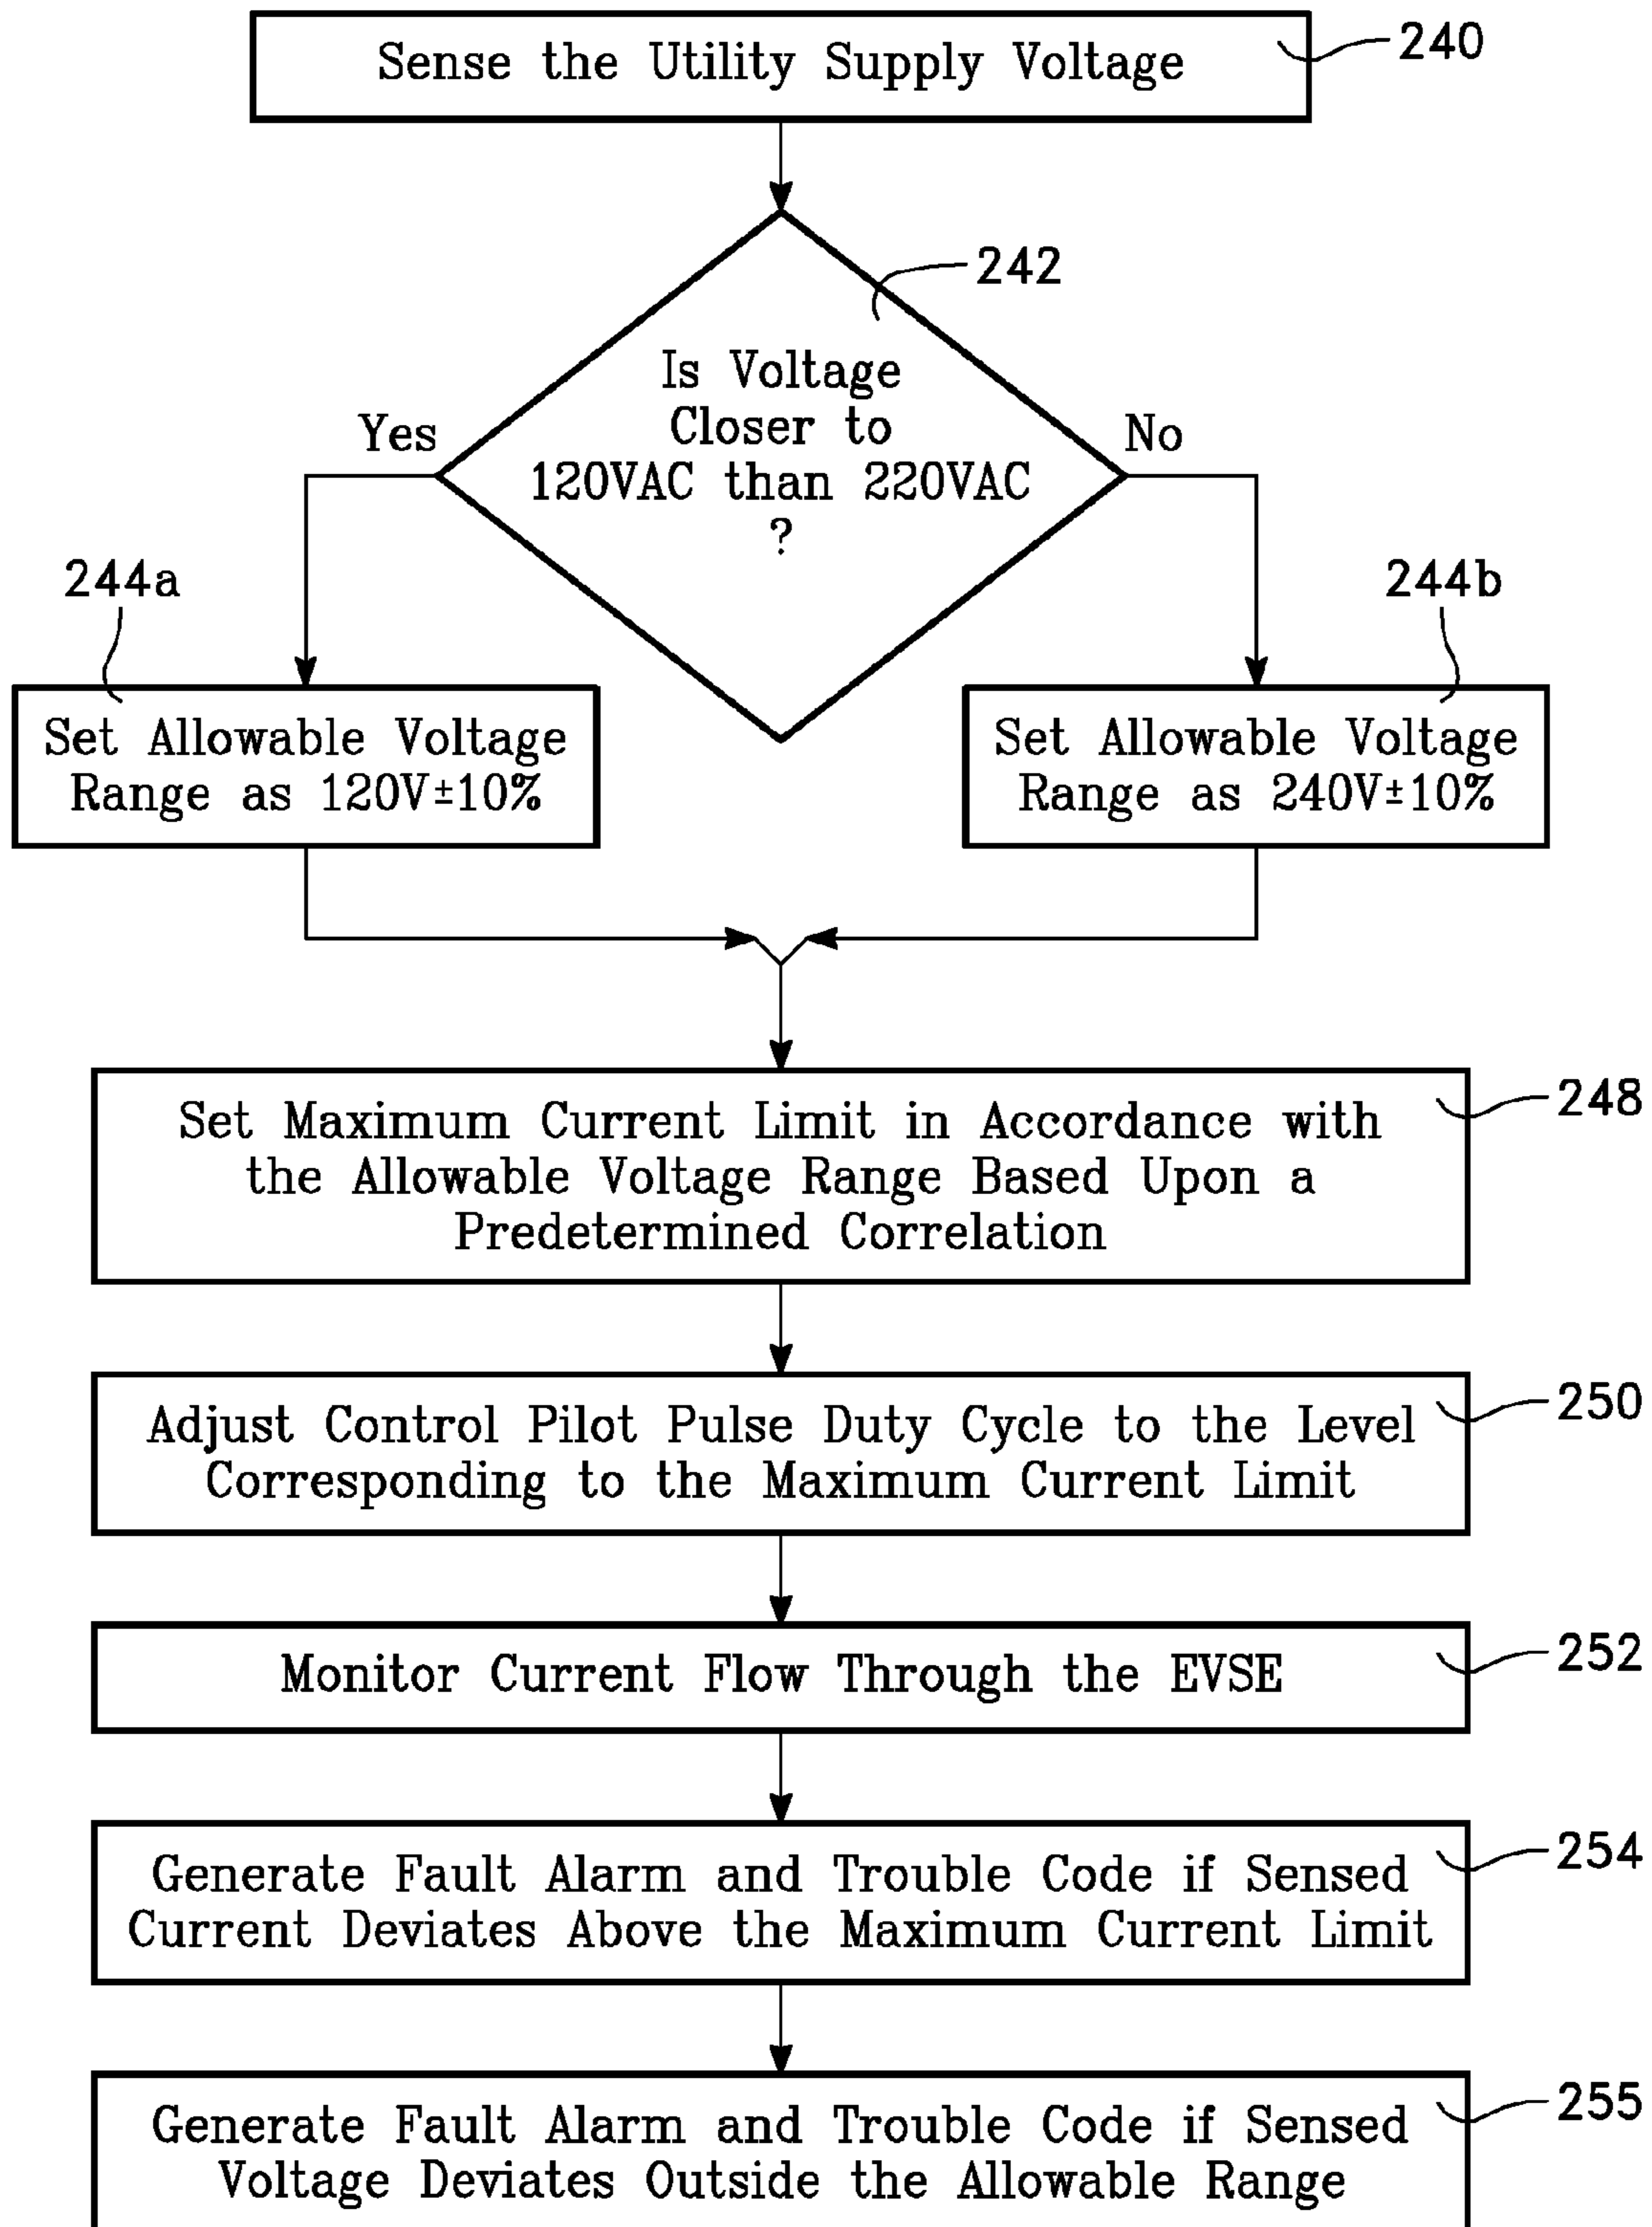 Sense the Utility Supply Voltage
240
242
Is Voltage
Closer to
120VAC than 220VAC
?
Yes
No
244a
244b
Set Allowable Voltage
Range as 120V±10%
Set Allowable Voltage
Range as 240V±10%
Set Maximum Current Limit in Accordance with
the Allowable Voltage Range Based Upon a
Predetermined Correlation
248
Adjust Control Pilot Pulse Duty Cycle to the Level
Corresponding to the Maximum Current Limit
250
Monitor Current Flow Through the EVSE
252
Generate Fault Alarm and Trouble Code if Sensed
Current Deviates Above the Maximum Current Limit
254
Generate Fault Alarm and Trouble Code if Sensed
Voltage Deviates Outside the Allowable Range
255